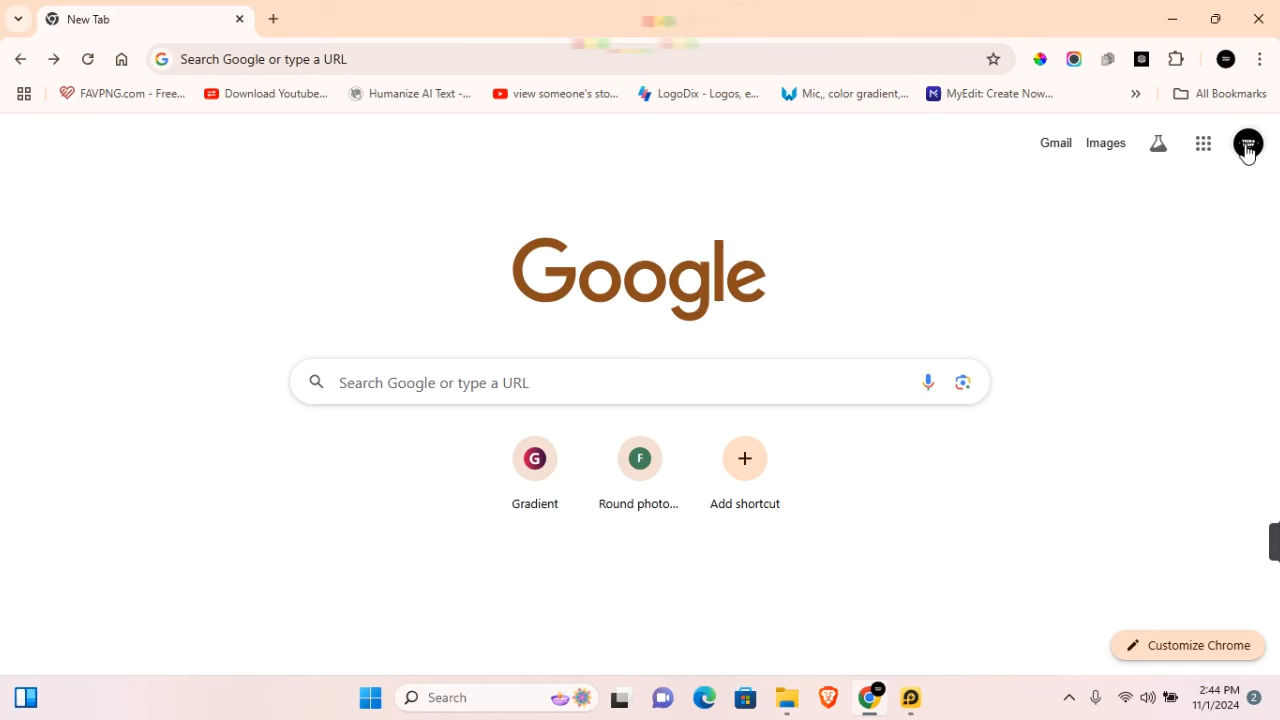 New Tab
Search Google or type a URL
FAVPNG.com - Free...
Download Youtube...
Humanize AI Text -...
view someone's sto...
LogoDix - Logos, e...
Mic,, color gradient,...
MyEdit: Create Now...
»
All Bookmarks
Gmail
Images
Google
Search Google or type a URL
G
F
Gradient
Round photo...
Add shortcut
Customize Chrome
Search
2:44 PM
11/1/2024
2